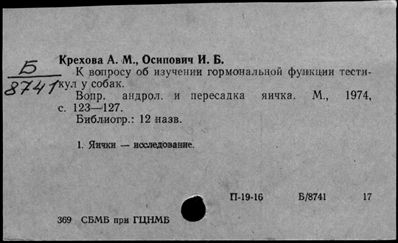 Крехова А. М., Осипович И. Б.
К вопросу об изучении гормональной функции тести-
кул у собак.
Вопр. андрол. и пересадка яичка. М., 1974,
с. 123—127.
Библиогр.: 12 назв.
Б
8741
1. Яички — исследование.
П-19-16 Б/8741 17
369 СБМБ при ГЦНМБ